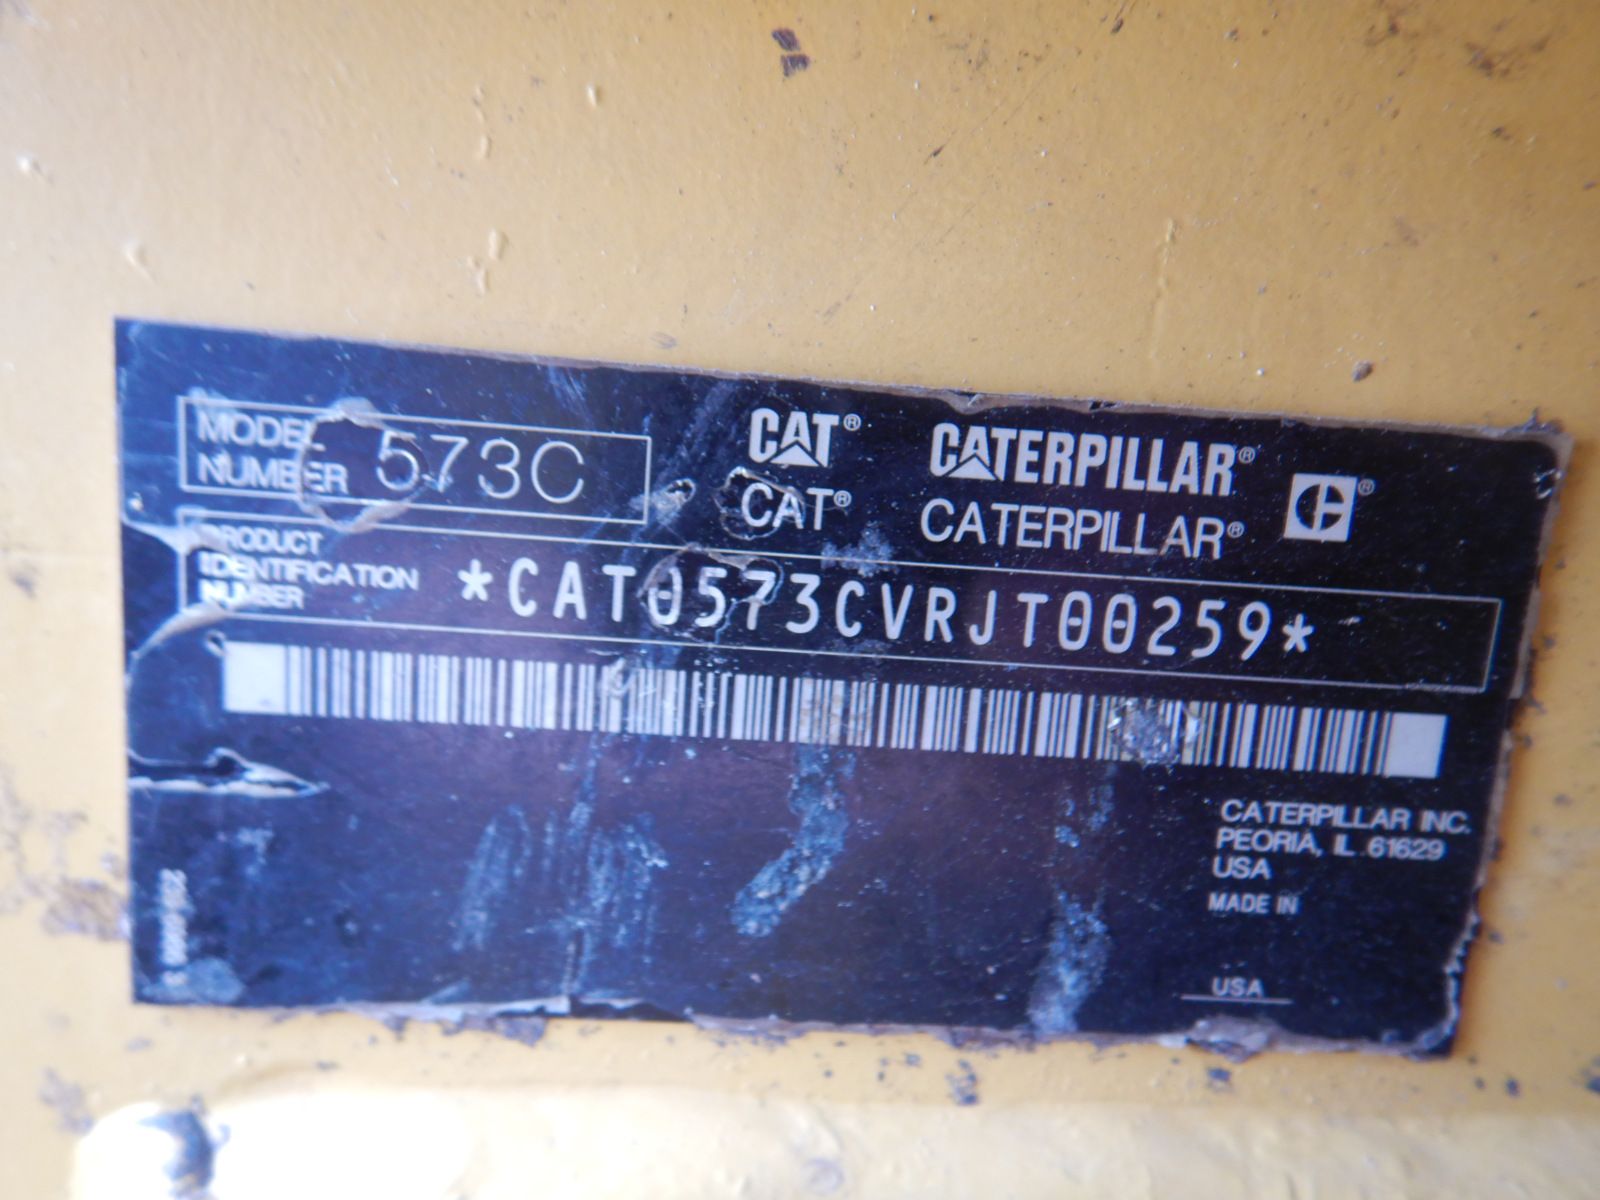 MODEL
NUMBER 573C
CAT® CATERPILLAR®
CAT® CATERPILLAR®
PRODUCT
IDENTIFICATION
NUMBER
*CAT0573CVRJT00259*
CATERPILLAR INC.
PEORIA, IL 61629
USA
MADE IN
USA